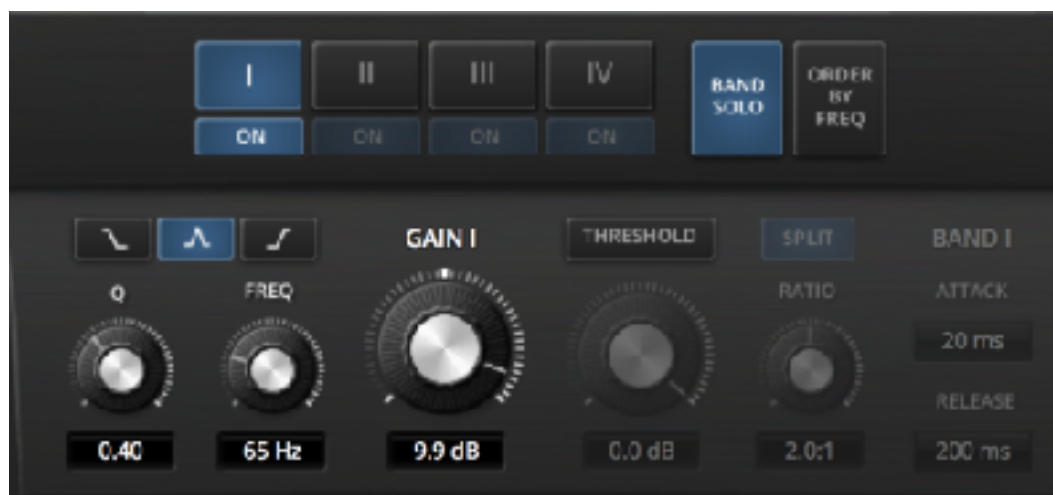 I II III IV
ON ON ON ON
BAND
SOLO
ORDER
BY
FREQ
GAIN I THRESHOLD SPLIT BAND I
Q FREQ RATIO ATTACK
20 ms
RELEASE
0.40 65 Hz 9.9 dB 0.0 dB 2.0:1 200 ms